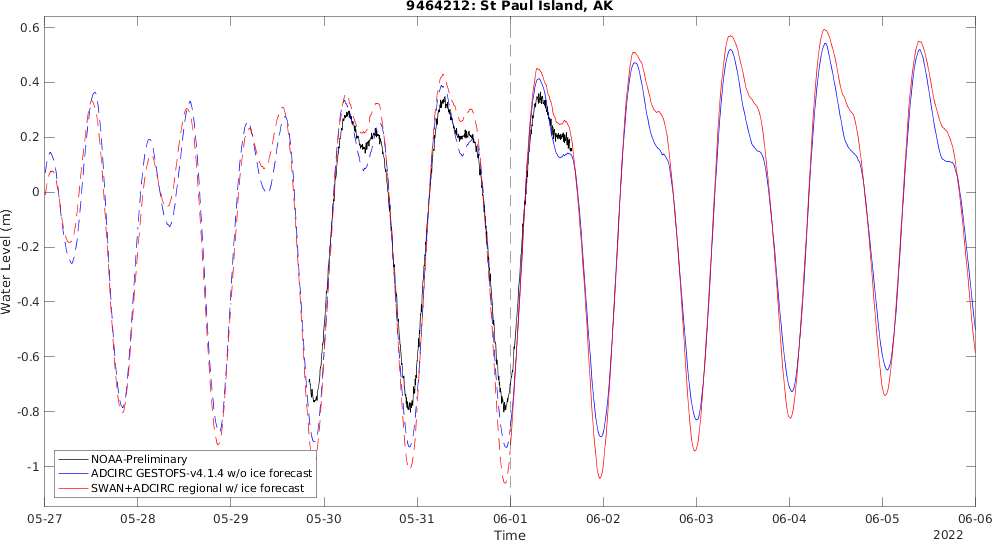 9464212: St Paul Island, AK
0.6
0.4
0.2
0
-0.2
-0.4
-0.6
-0.8
-1
Water Level (m)
NOAA-Preliminary
ADCIRC GESTOFS-v4.1.4 w/o ice forecast
SWAN+ADCIRC regional w/ ice forecast
05-27 05-28 05-29 05-30 05-31 06-01 06-02 06-03 06-04 06-05 06-06
Time
2022